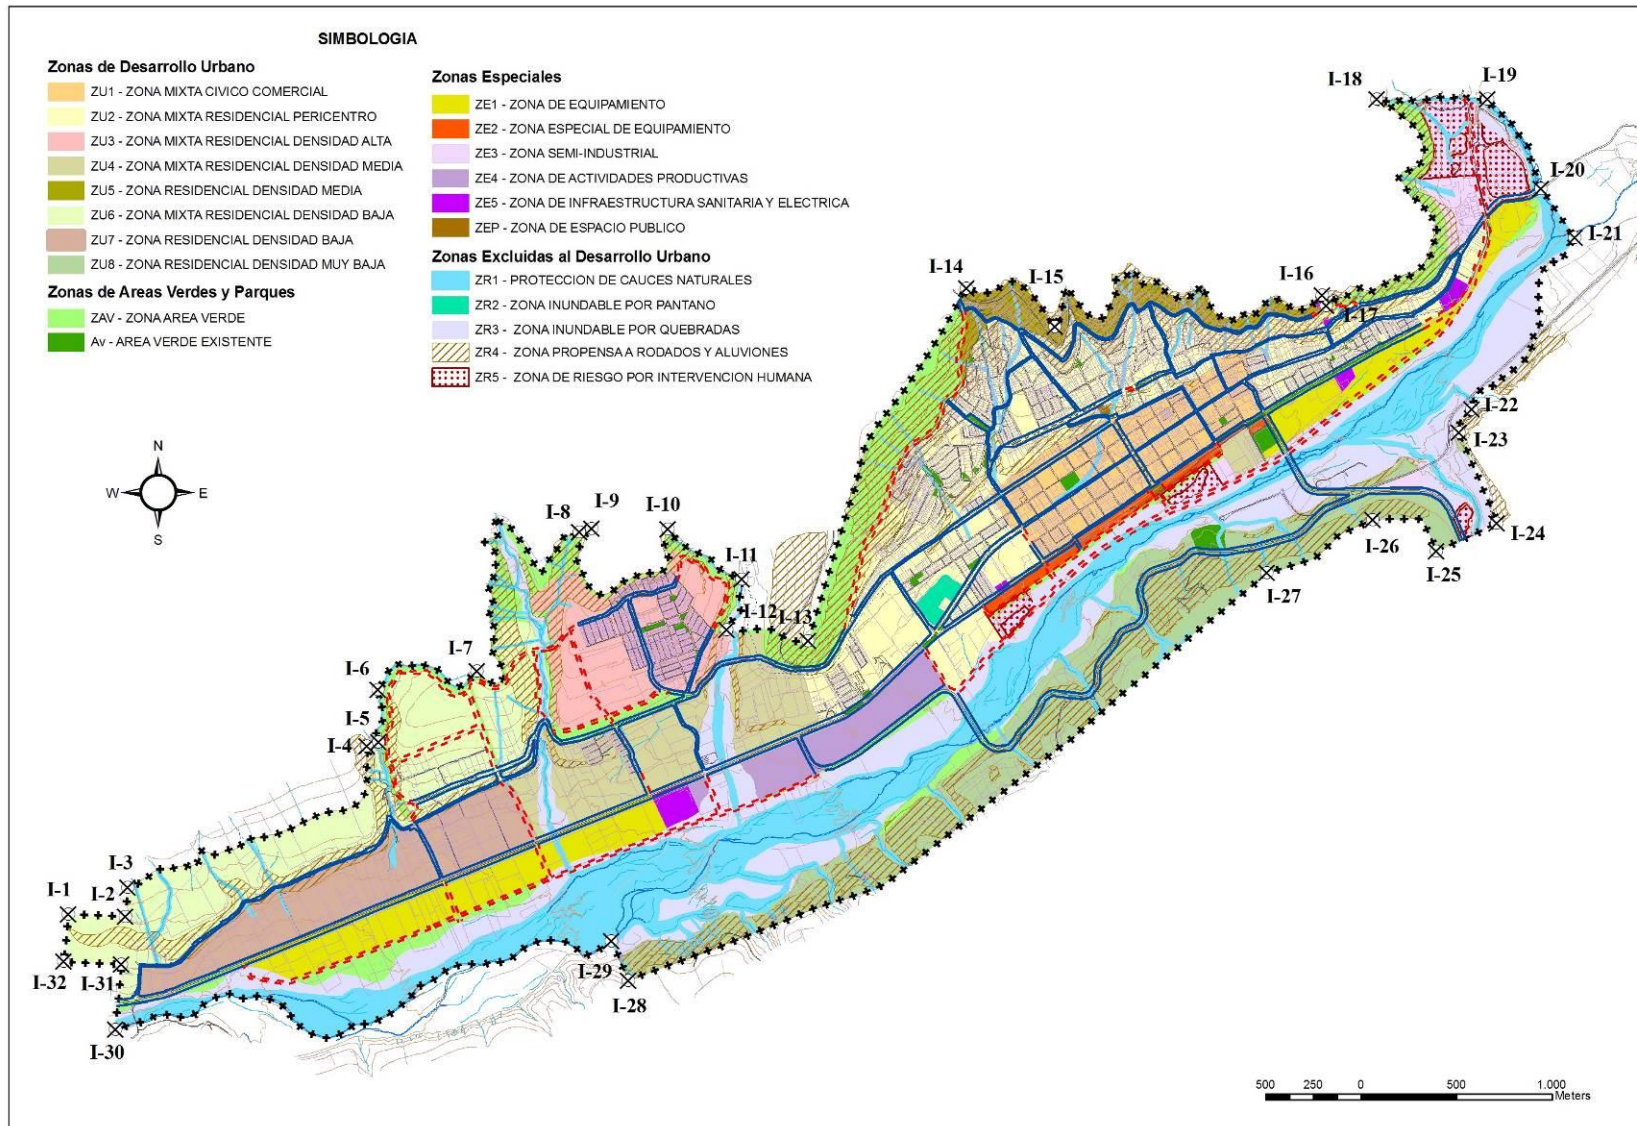 SIMBOLOGIA
Zonas de Desarrollo Urbano
ZU1 - ZONA MIXTA CIVICO COMERCIAL
ZU2 - ZONA MIXTA RESIDENCIAL PERICENTRO
ZU3 - ZONA MIXTA RESIDENCIAL DENSIDAD ALTA
ZU4 - ZONA MIXTA RESIDENCIAL DENSIDAD MEDIA
ZU5 - ZONA RESIDENCIAL DENSIDAD MEDIA
ZU6 - ZONA MIXTA RESIDENCIAL DENSIDAD BAJA
ZU7 - ZONA RESIDENCIAL DENSIDAD BAJA
ZU8 - ZONA RESIDENCIAL DENSIDAD MUY BAJA
Zonas de Areas Verdes y Parques
ZAV - ZONA AREA VERDE
Av - AREA VERDE EXISTENTE
Zonas Especiales
ZE1 - ZONA DE EQUIPAMIENTO
ZE2 - ZONA ESPECIAL DE EQUIPAMIENTO
ZE3 - ZONA SEMI-INDUSTRIAL
ZE4 - ZONA DE ACTIVIDADES PRODUCTIVAS
ZE5 - ZONA DE INFRAESTRUCTURA SANITARIA Y ELECTRICA
ZEP - ZONA DE ESPACIO PUBLICO
Zonas Excluidas al Desarrollo Urbano
ZR1 - PROTECCION DE CAUCES NATURALES
ZR2 - ZONA INUNDABLE POR PANTANO
ZR3 - ZONA INUNDABLE POR QUEBRADAS
ZR4 - ZONA PROPENSA A RODADOS Y ALUVIONES
ZR5 - ZONA DE RIESGO POR INTERVENCION HUMANA
I-18
I-19
I-20
I-21
I-14
I-15
I-16
I-17
I-22
I-23
I-24
I-25
I-26
I-27
N
W
E
S
I-8
I-9
I-10
I-11
I-12
I-13
I-7
I-6
I-5
I-4
I-3
I-1
I-2
I-32
I-31
I-30
I-29
I-28
500 250 0 500 1.000
Meters